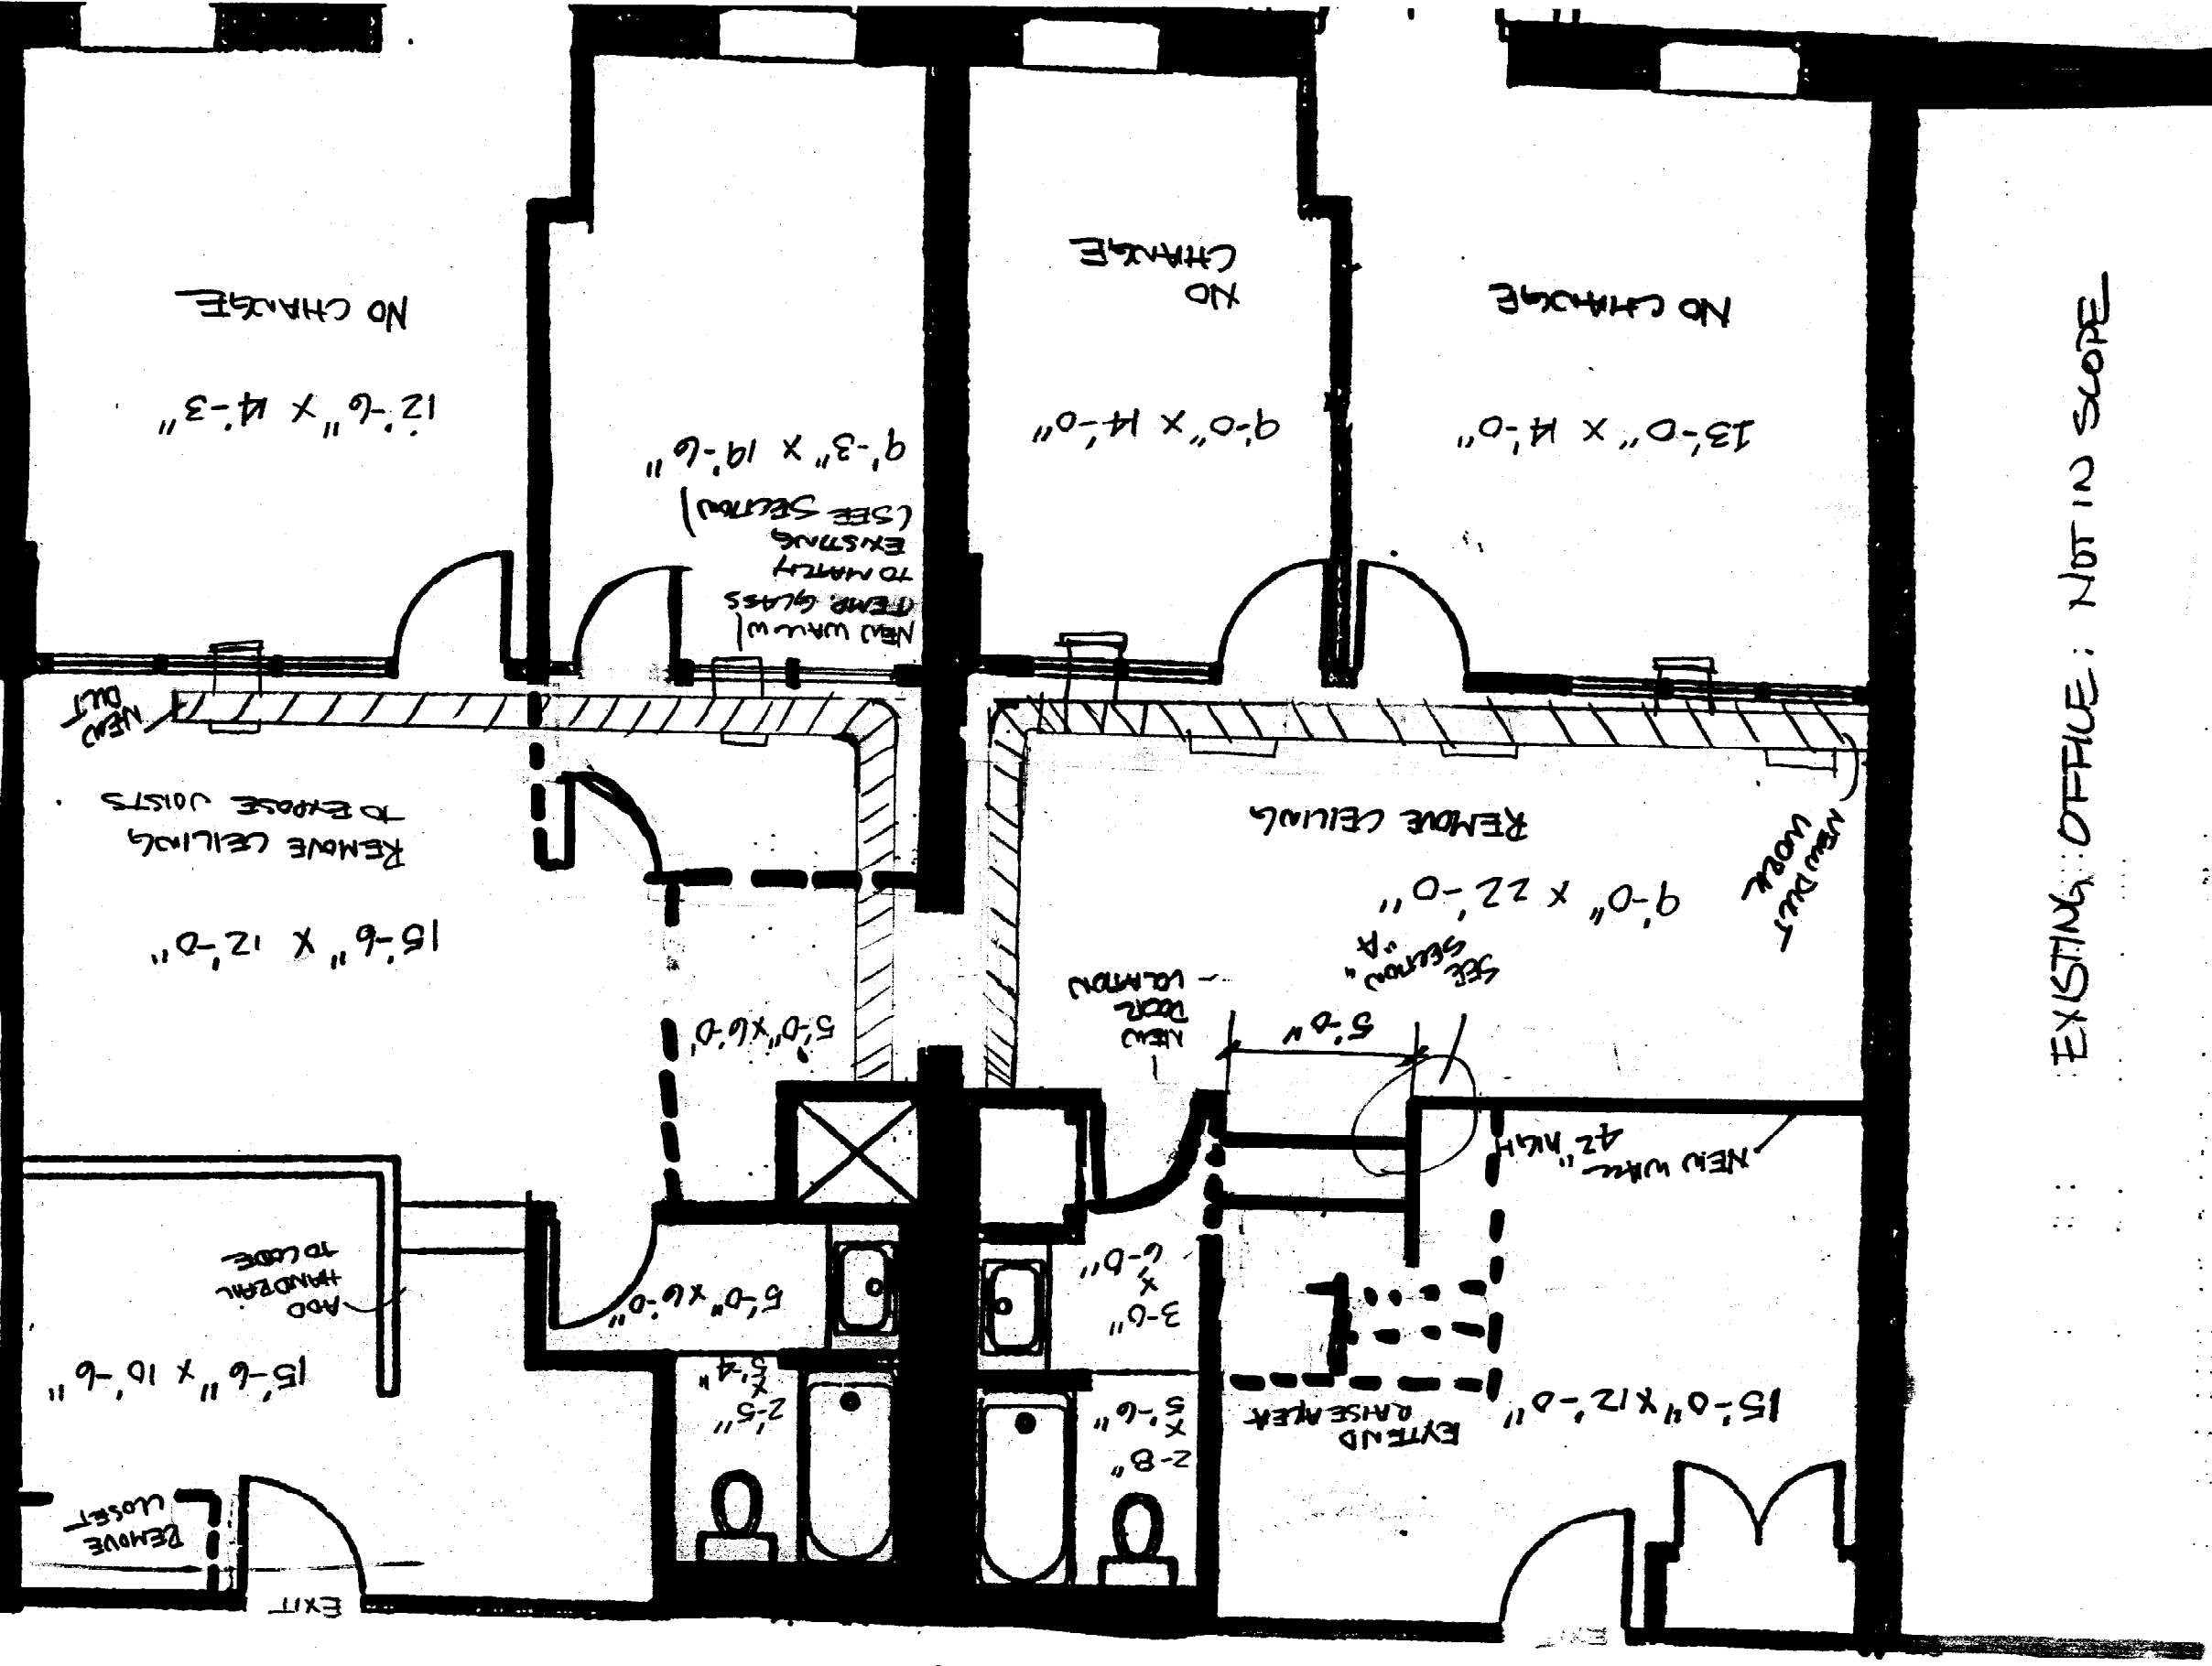 EXIT
EXIT
REMOVE
CLOSET
15'-0" x 12'-0"
EXTEND
RAISE AREA
2-8"
x
5'-6"
2'-5"
x
5'-4"
15'-6" x 10'-6"
3-0"
x
6'-0"
5'-0" x 6'-0"
ADD
HANDRAIL
TO CODE
NEW WALL
42" HIGH
5'-0"
NEW
DOOR
LOCATION
SEE
SECTION "A"
5'-0" x 6'-0"
15'-6" x 12'-0"
9'-0" x 22'-0"
REMOVE CEILING
NEW DUCT
WORK
REMOVE CEILING
TO EXPOSE JOISTS
NEW
DUCT
NEW WALL W/
TEMP. GLASS
TO MATCH
EXISTING
(SEE SECTION)
9'-3" x 19'-6"
13'-0" x 14'-0"
9'-0" x 14'-0"
12'-6" x 14'-3"
NO CHANGE
NO
CHANGE
NO CHANGE
EXISTING OFFICE: NOT IN SCOPE